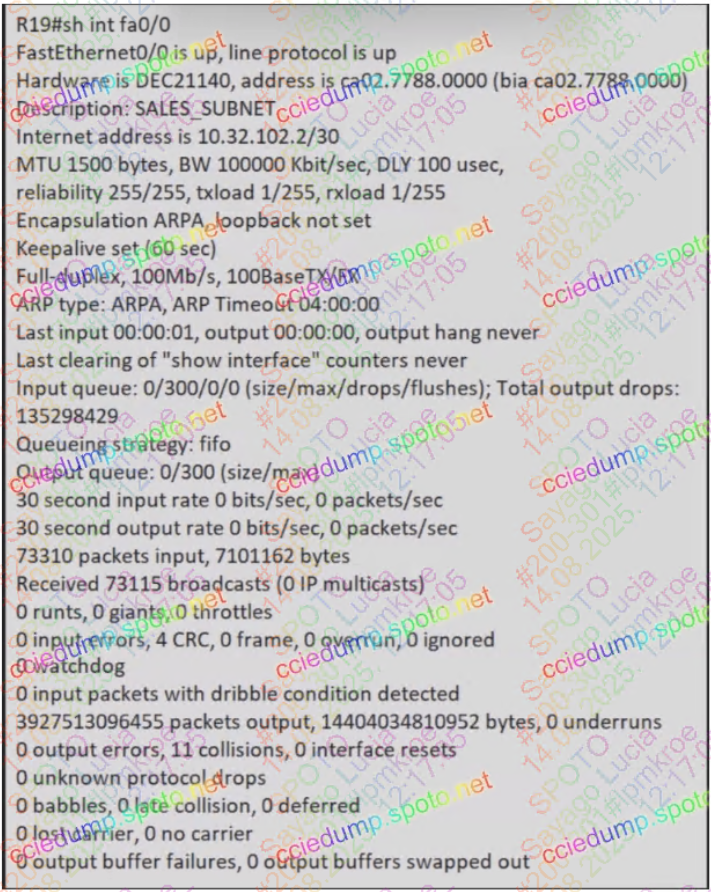 R19#sh int fa0/0
FastEthernet0/0 is up, line protocol is up
Hardware is DEC21140, address is ca02.7788.0000 (bia ca02.7788.0000)
Description: SALES_SUBNET
Internet address is 10.32.102.2/30
MTU 1500 bytes, BW 100000 Kbit/sec, DLY 100 usec,
reliability 255/255, txload 1/255, rxload 1/255
Encapsulation ARPA, loopback not set
Keepalive set (60 sec)
Full-duplex, 100Mb/s, 100BaseTX/FX
ARP type: ARPA, ARP Timeout 04:00:00
Last input 00:00:01, output 00:00:00, output hang never
Last clearing of "show interface" counters never
Input queue: 0/300/0/0 (size/max/drops/flushes); Total output drops:
135298429
Queueing strategy: fifo
Output queue: 0/300 (size/max)
30 second input rate 0 bits/sec, 0 packets/sec
30 second output rate 0 bits/sec, 0 packets/sec
73310 packets input, 7101162 bytes
Received 73115 broadcasts (0 IP multicasts)
0 runts, 0 giants, 0 throttles
0 input errors, 4 CRC, 0 frame, 0 overrun, 0 ignored
0 watchdog
0 input packets with dribble condition detected
3927513096455 packets output, 14404034810952 bytes, 0 underruns
0 output errors, 11 collisions, 0 interface resets
0 unknown protocol drops
0 babbles, 0 late collision, 0 deferred
0 lost carrier, 0 no carrier
0 output buffer failures, 0 output buffers swapped out
cciedump.spoto.net
SPOTO Lucia
Sayago
#200-301#lpmkroe
14.08.2025. 12:17:05